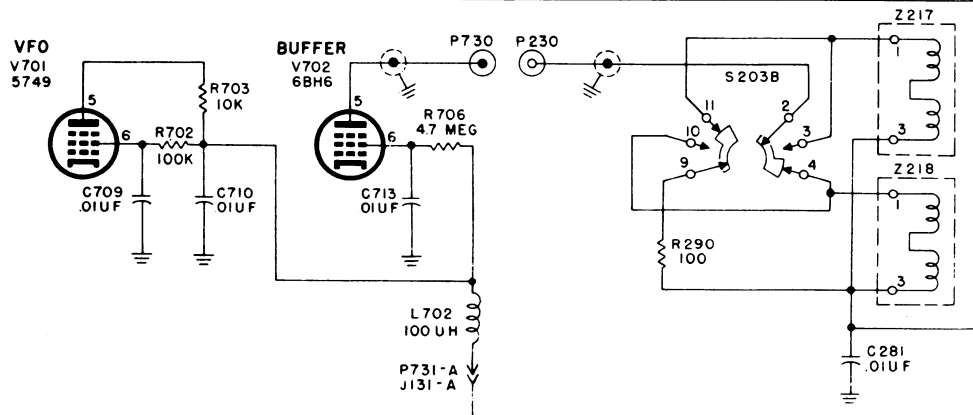 VFO
V701
5749
5
6
R703
10K
R702
100K
C709
.01UF
C710
.01UF
BUFFER
V702
6BH6
5
6
R706
4.7 MEG
C713
.01UF
L702
100 UH
P731-A
J131-A
P730
P230
S203B
11
10
9
2
3
4
R290
100
Z217
1
3
Z218
1
3
C281
.01UF